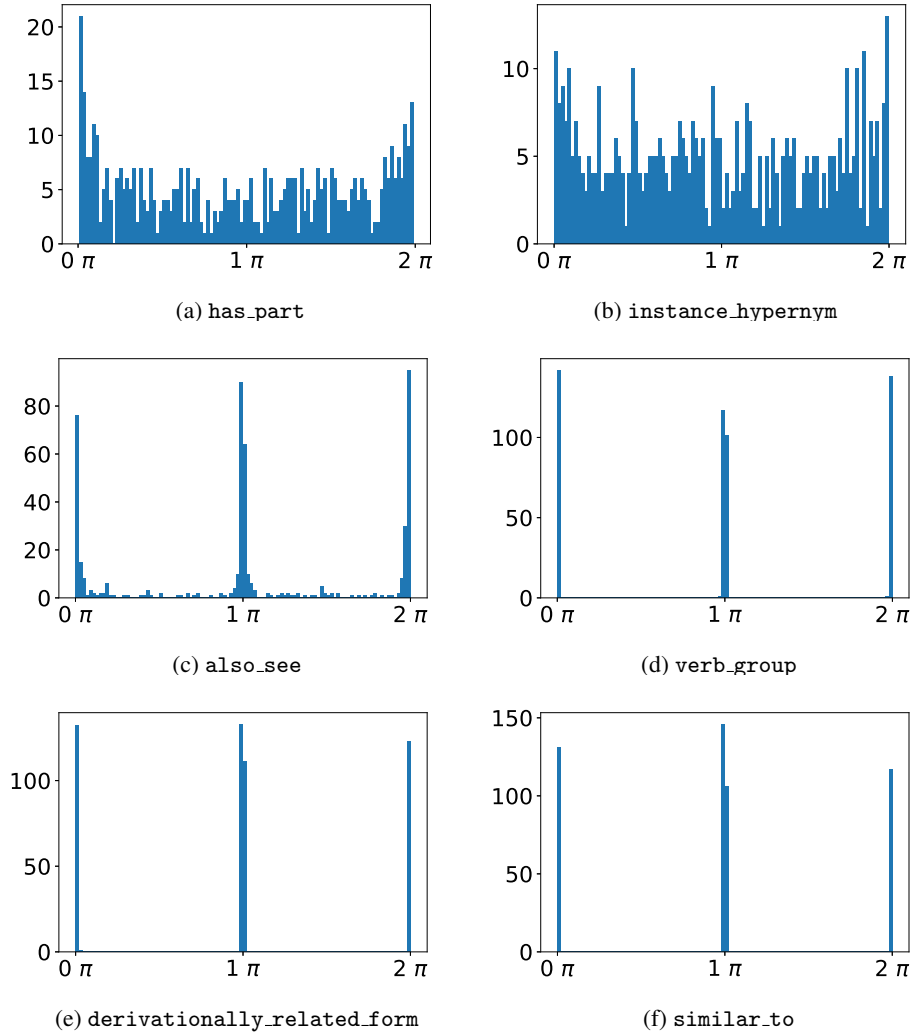 20
15
10
5
0
0 π
1 π
2 π
(a) has_part
10
5
0
0 π
1 π
2 π
(b) instance_hypernym
80
60
40
20
0
0 π
1 π
2 π
(c) also_see
100
50
0
0 π
1 π
2 π
(d) verb_group
100
50
0
0 π
1 π
2 π
(e) derivationally_related_form
150
100
50
0
0 π
1 π
2 π
(f) similar_to